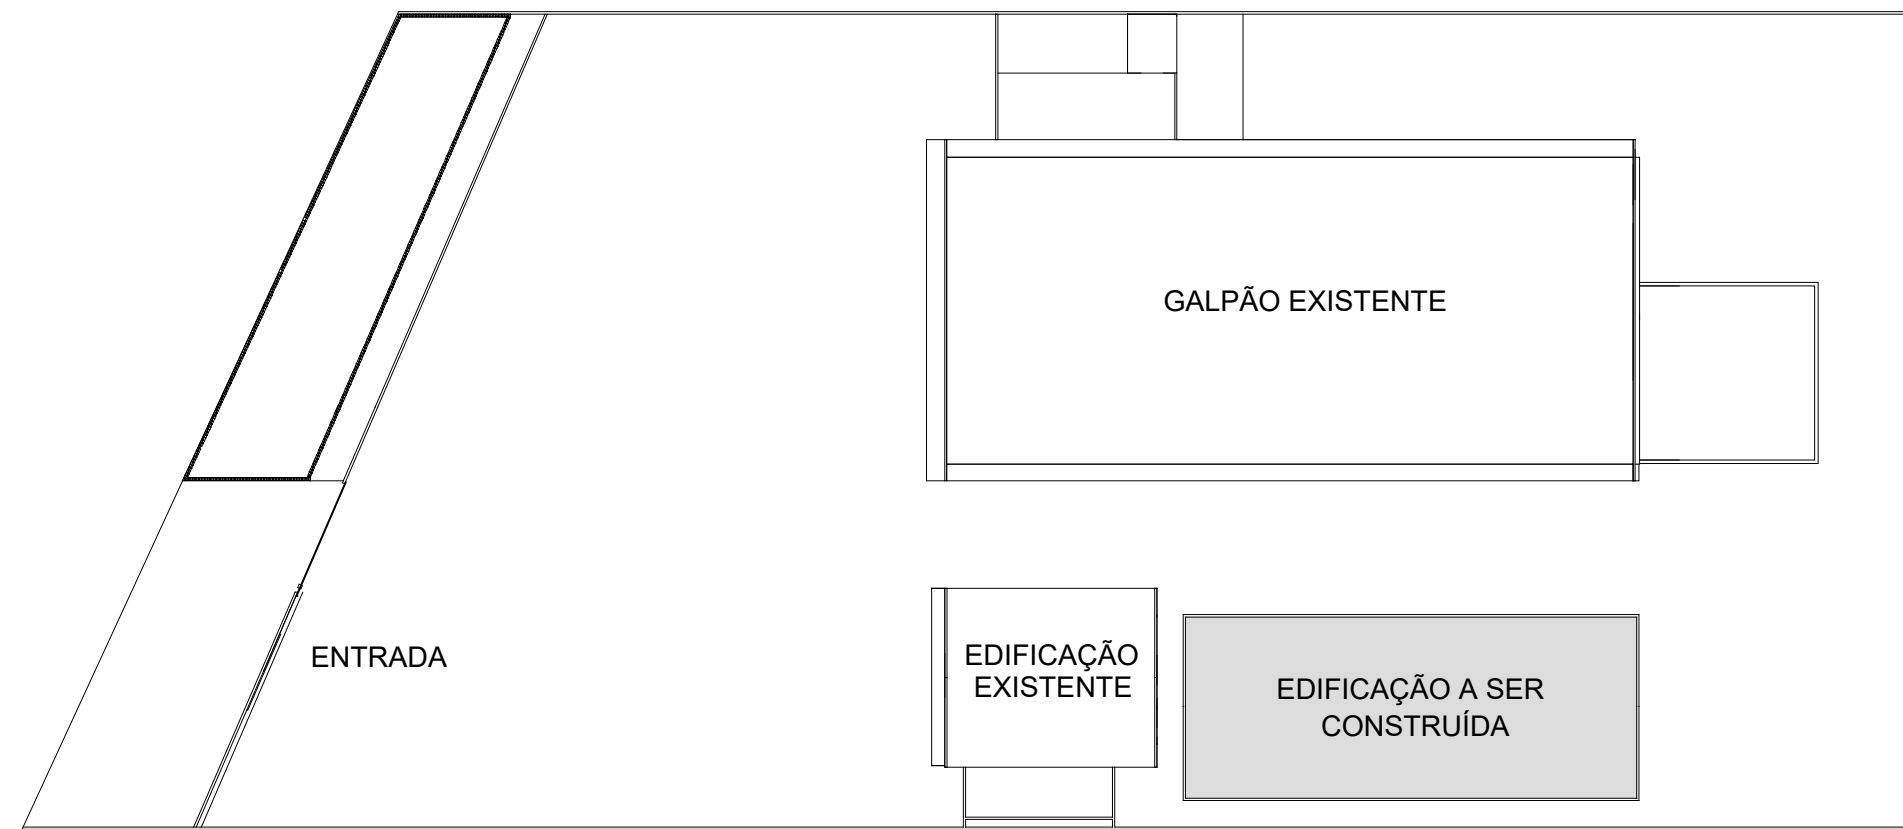 GALPÃO EXISTENTE
ENTRADA
EDIFICAÇÃO
EXISTENTE
EDIFICAÇÃO A SER
CONSTRUÍDA